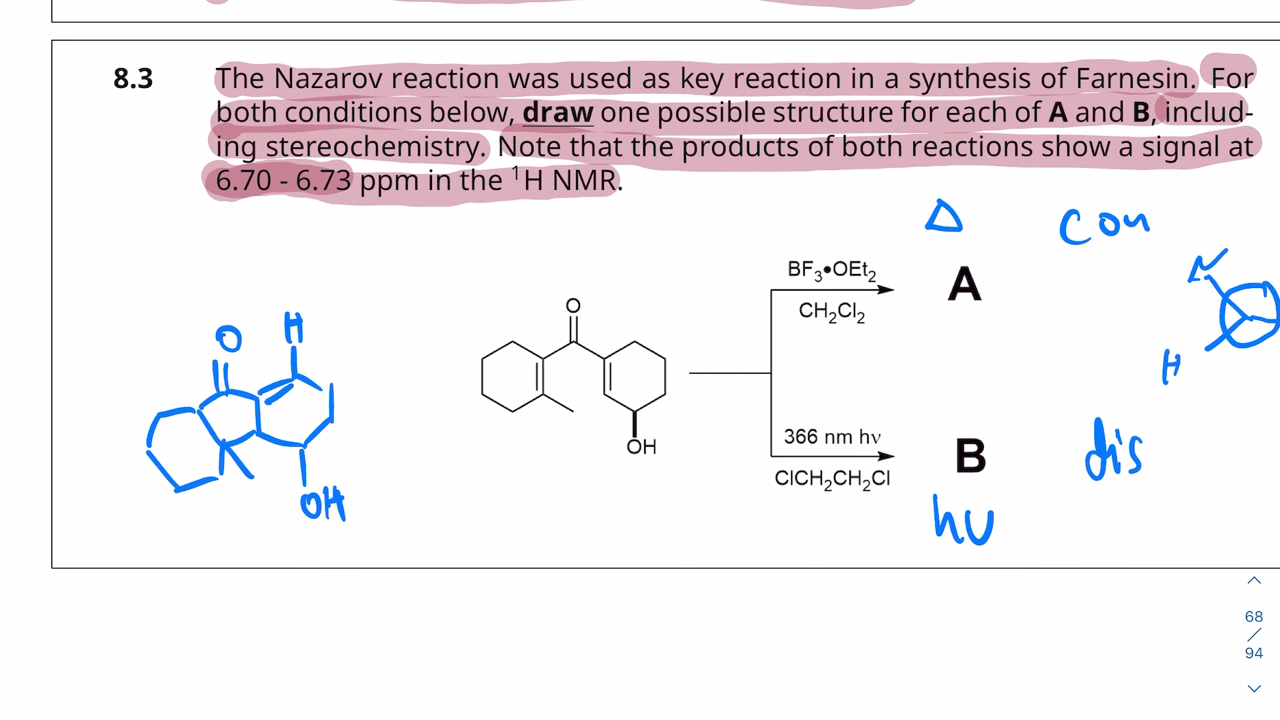 8.3 The Nazarov reaction was used as key reaction in a synthesis of Farnesin. For
both conditions below, draw one possible structure for each of A and B, includ-
ing stereochemistry. Note that the products of both reactions show a signal at
6.70 - 6.73 ppm in the ¹H NMR.
Δ con
BF₃•OEt₂
A
CH₂Cl₂
O
H
O
H
OH
OH
366 nm hν
B
dis
ClCH₂CH₂Cl
hν
68
/
94